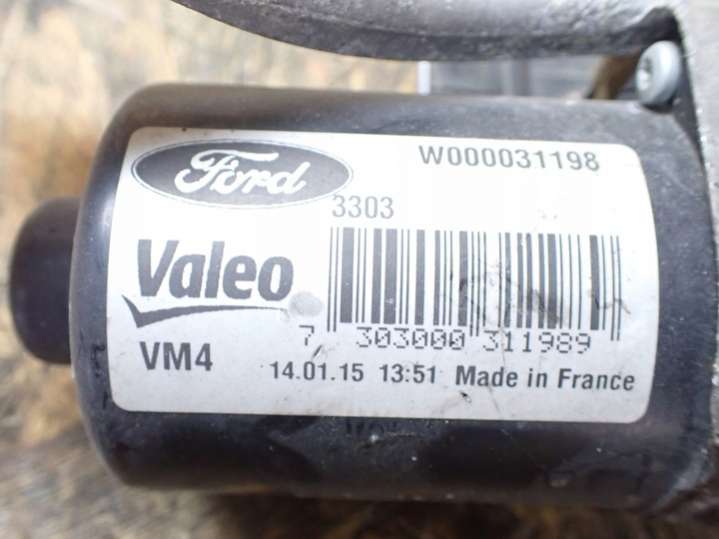 Ford
W000031198
3303
Valeo
7 303000 311989
VM4
14.01.15 13:51 Made in France